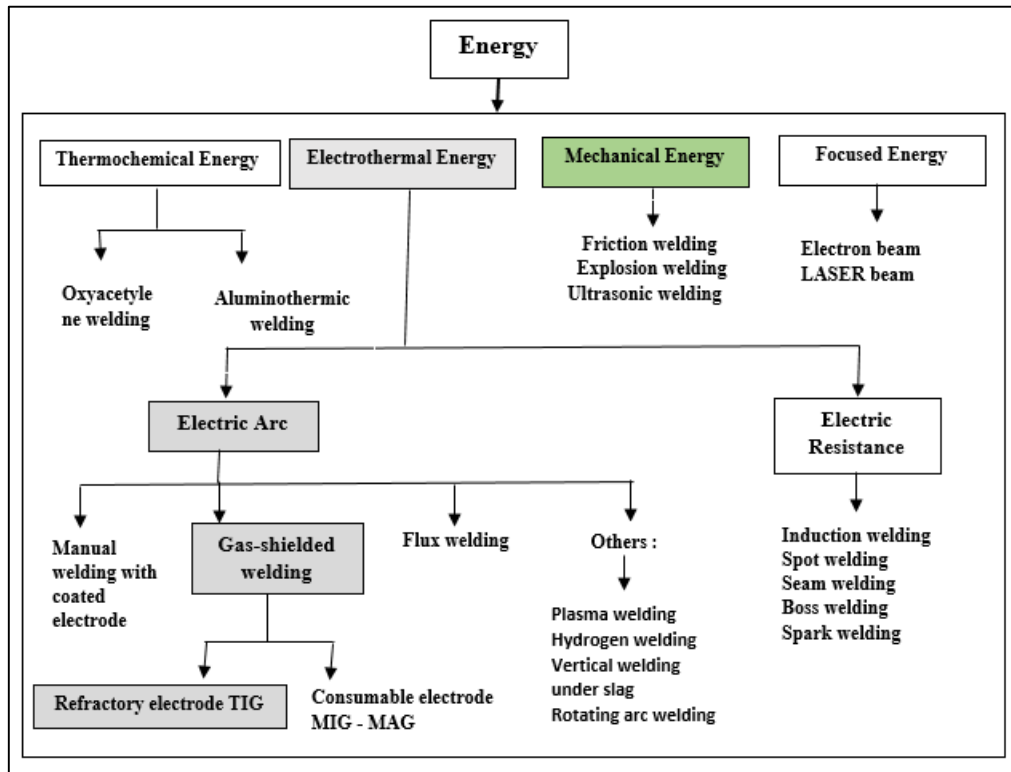 Energy
Thermochemical Energy
Electrothermal Energy
Mechanical Energy
Focused Energy
Oxyacetyle
ne welding
Aluminothermic
welding
Friction welding
Explosion welding
Ultrasonic welding
Electron beam
LASER beam
Electric Arc
Electric
Resistance
Manual
welding with
coated
electrode
Gas-shielded
welding
Flux welding
Others :
Induction welding
Spot welding
Seam welding
Boss welding
Spark welding
Refractory electrode TIG
Consumable electrode
MIG - MAG
Plasma welding
Hydrogen welding
Vertical welding
under slag
Rotating arc welding